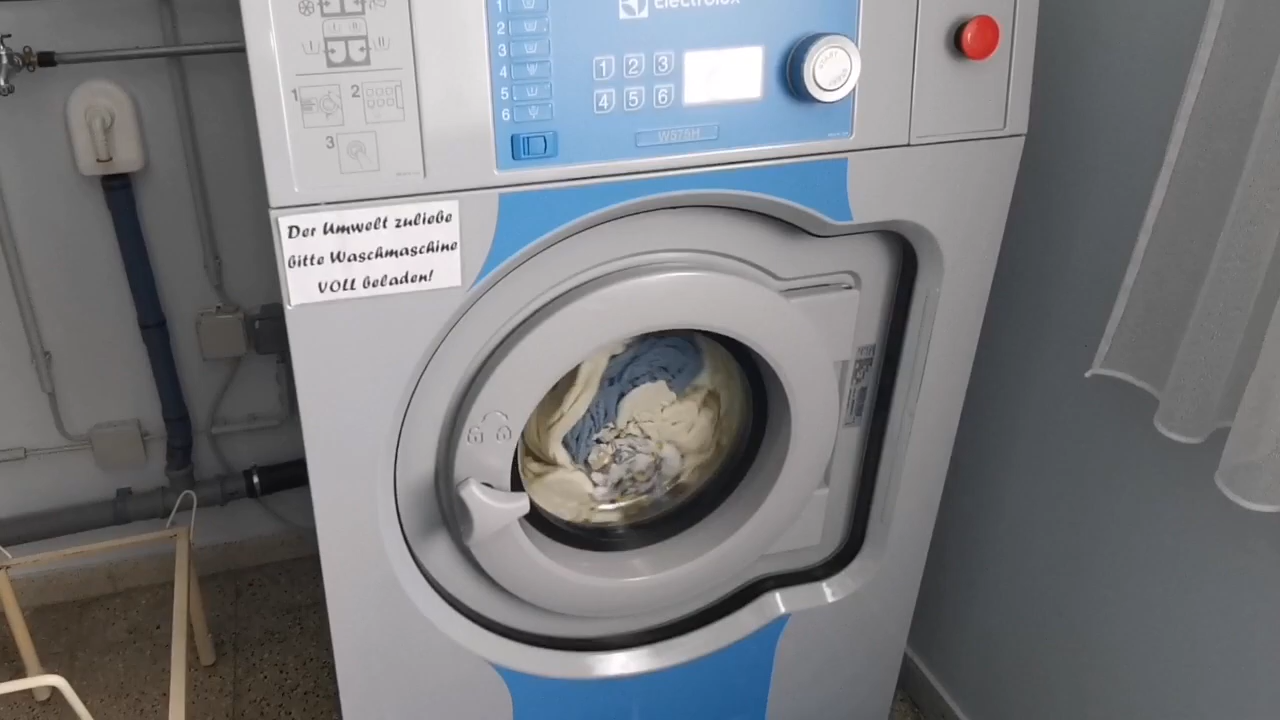 Electrolux
1
2
3
4
5
6
1 2 3
4 5 6
W575H
1 2
3
Der Umwelt zuliebe
bitte Waschmaschine
VOLL beladen!